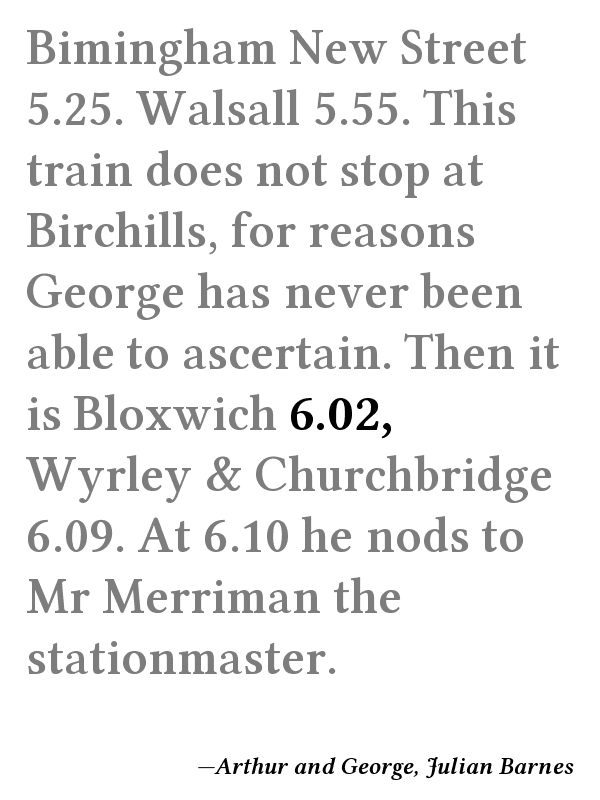 Bimingham New Street
5.25. Walsall 5.55. This
train does not stop at
Birchills, for reasons
George has never been
able to ascertain. Then it
is Bloxwich 6.02,
Wyrley & Churchbridge
6.09. At 6.10 he nods to
Mr Merriman the
stationmaster.
—Arthur and George, Julian Barnes